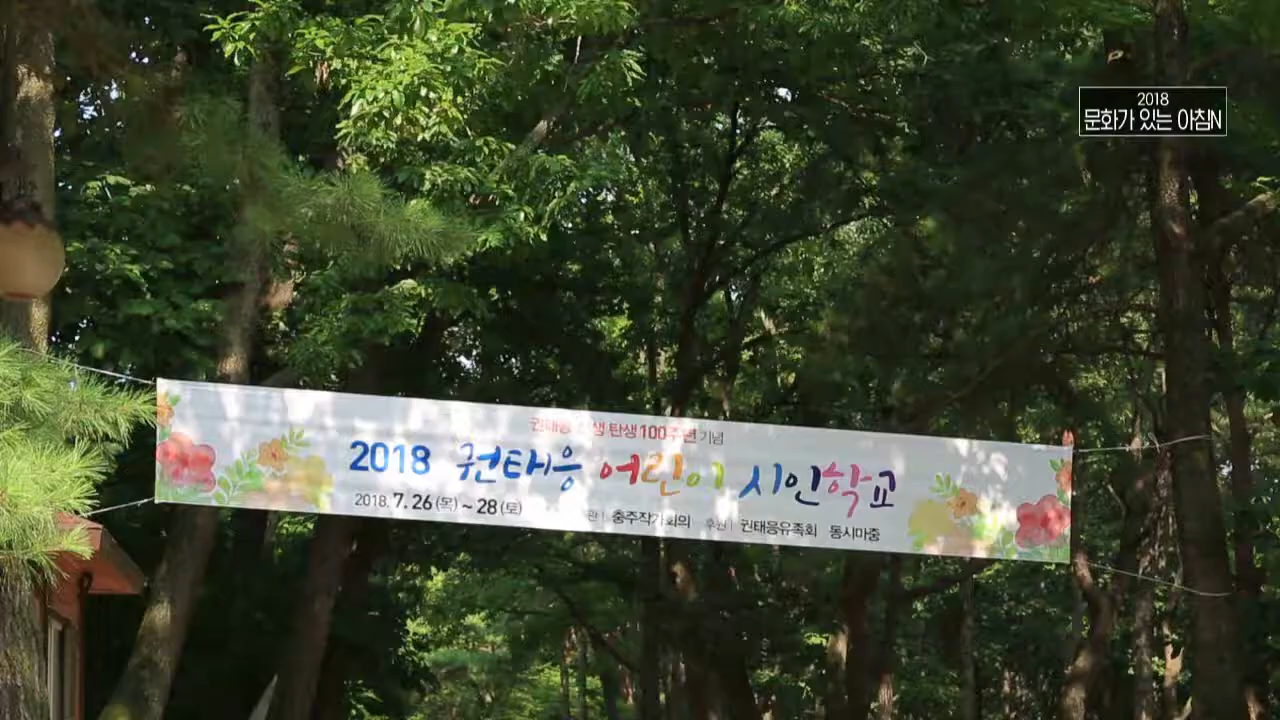 2018
문화가 있는 아침N
권태응 선생 탄생 100주년 기념
2018 권태응 어린이 시인학교
2018. 7. 26 (목) ~ 28 (토)
충주작가회의 후원 | 권태응유족회 동시마중